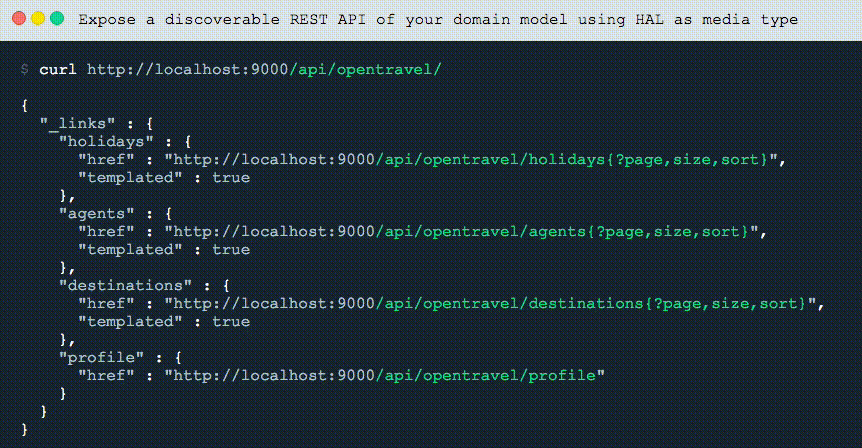 Expose a discoverable REST API of your domain model using HAL as media type
$ curl http://localhost:9000/api/opentravel/
{
  "_links" : {
    "holidays" : {
      "href" : "http://localhost:9000/api/opentravel/holidays{?page,size,sort}",
      "templated" : true
    },
    "agents" : {
      "href" : "http://localhost:9000/api/opentravel/agents{?page,size,sort}",
      "templated" : true
    },
    "destinations" : {
      "href" : "http://localhost:9000/api/opentravel/destinations{?page,size,sort}",
      "templated" : true
    },
    "profile" : {
      "href" : "http://localhost:9000/api/opentravel/profile"
    }
  }
}